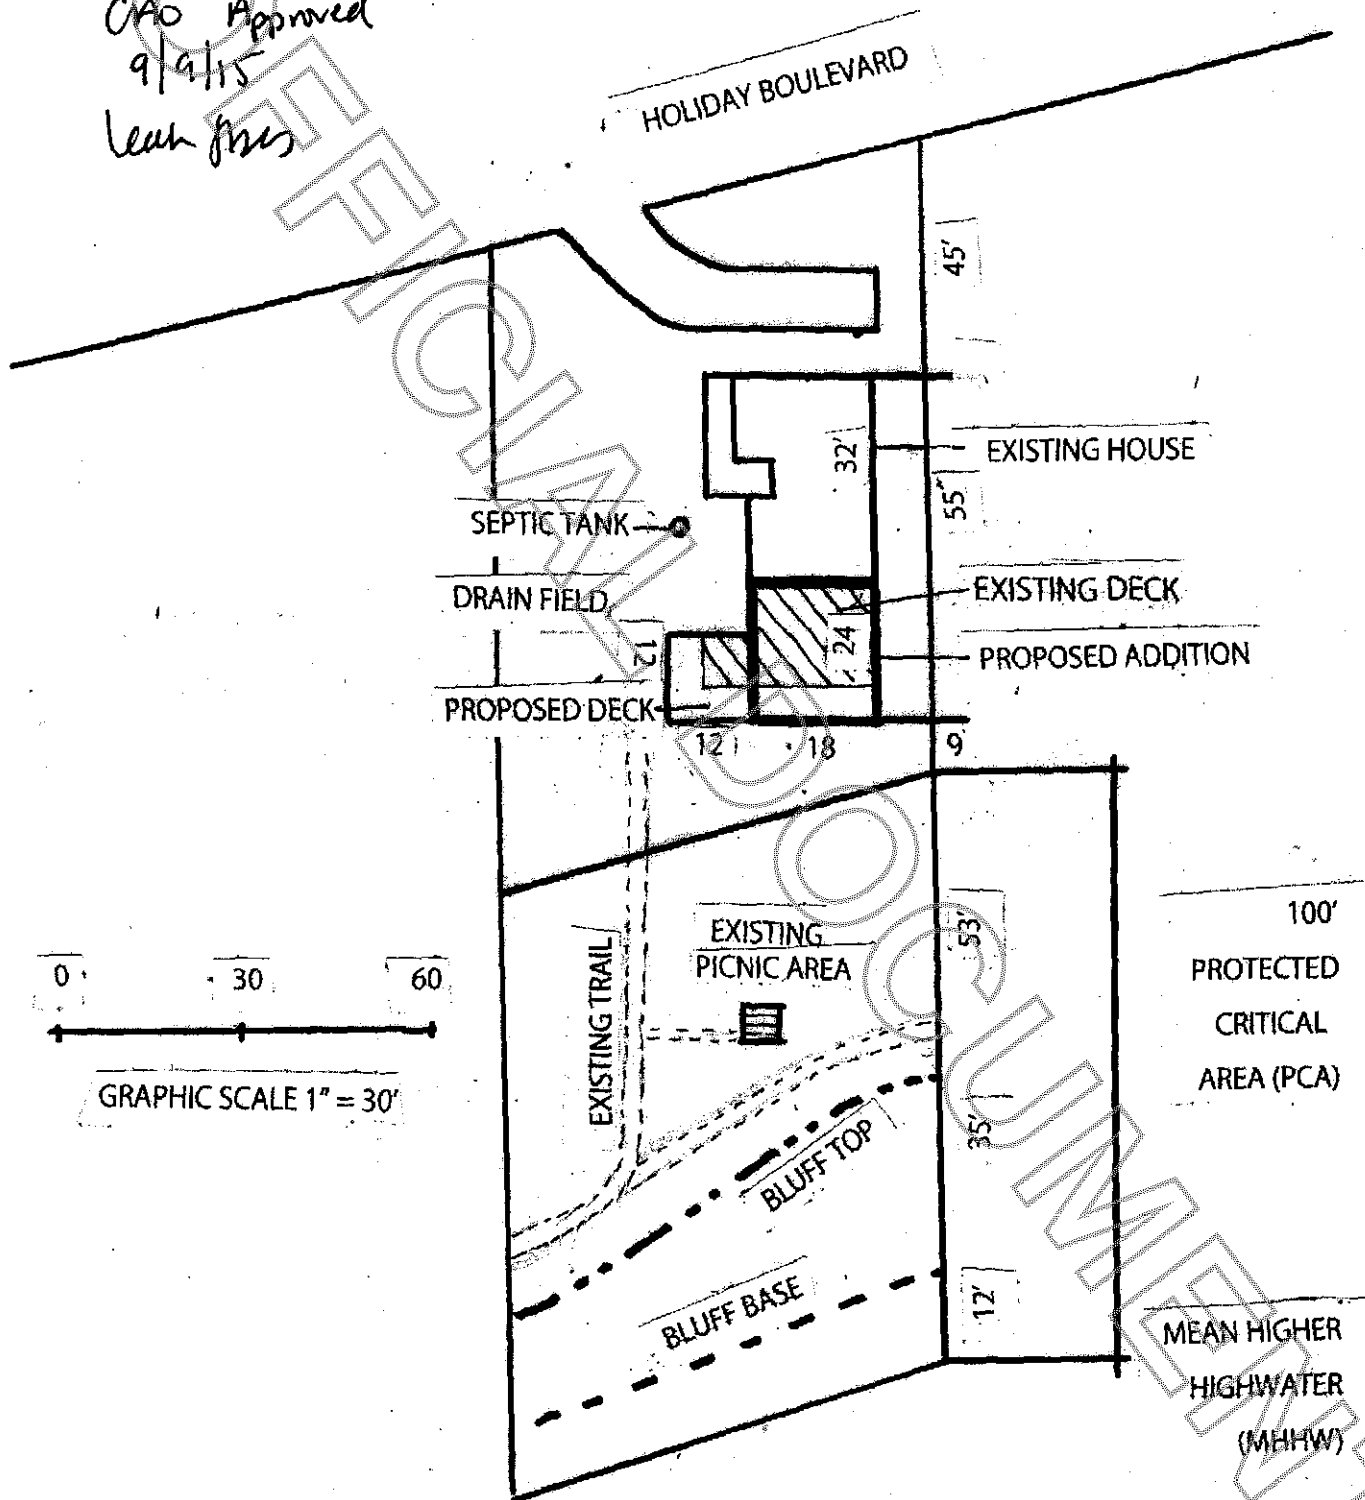 CAO Approved
9/9/15
Leah
HOLIDAY BOULEVARD
45'
EXISTING HOUSE
32'
55"
SEPTIC TANK
DRAIN FIELD
EXISTING DECK
24
12
PROPOSED ADDITION
PROPOSED DECK
12
18
9
100'
PROTECTED
CRITICAL
AREA (PCA)
EXISTING
PICNIC AREA
53'
0
30
60
GRAPHIC SCALE 1" = 30'
EXISTING TRAIL
BLUFF TOP
35'
BLUFF BASE
12'
MEAN HIGHER
HIGHWATER
(MHHW)
UNOFFICIAL DOCUMENT